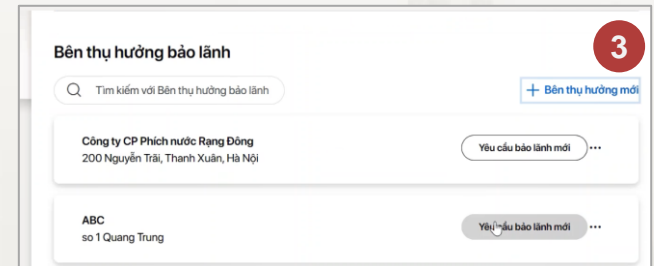 Bên thụ hưởng bảo lãnh
3
Tìm kiếm với Bên thụ hưởng bảo lãnh
+ Bên thụ hưởng mới
Công ty CP Phích nước Rạng Đông
200 Nguyễn Trãi, Thanh Xuân, Hà Nội
Yêu cầu bảo lãnh mới
ABC
so 1 Quang Trung
Yêu cầu bảo lãnh mới